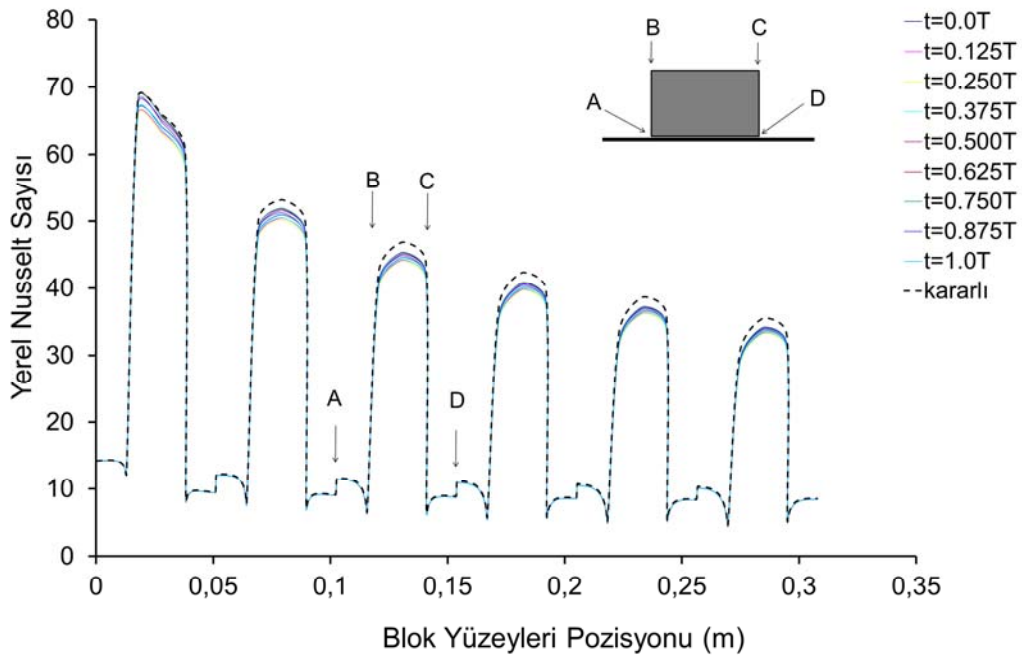 80
70
60
50
40
30
20
10
0
Yerel Nusselt Sayısı
0
0,05
0,1
0,15
0,2
0,25
0,3
0,35
Blok Yüzeyleri Pozisyonu (m)
B
C
A
D
B
C
A
D
t=0.0T
t=0.125T
t=0.250T
t=0.375T
t=0.500T
t=0.625T
t=0.750T
t=0.875T
t=1.0T
kararlı